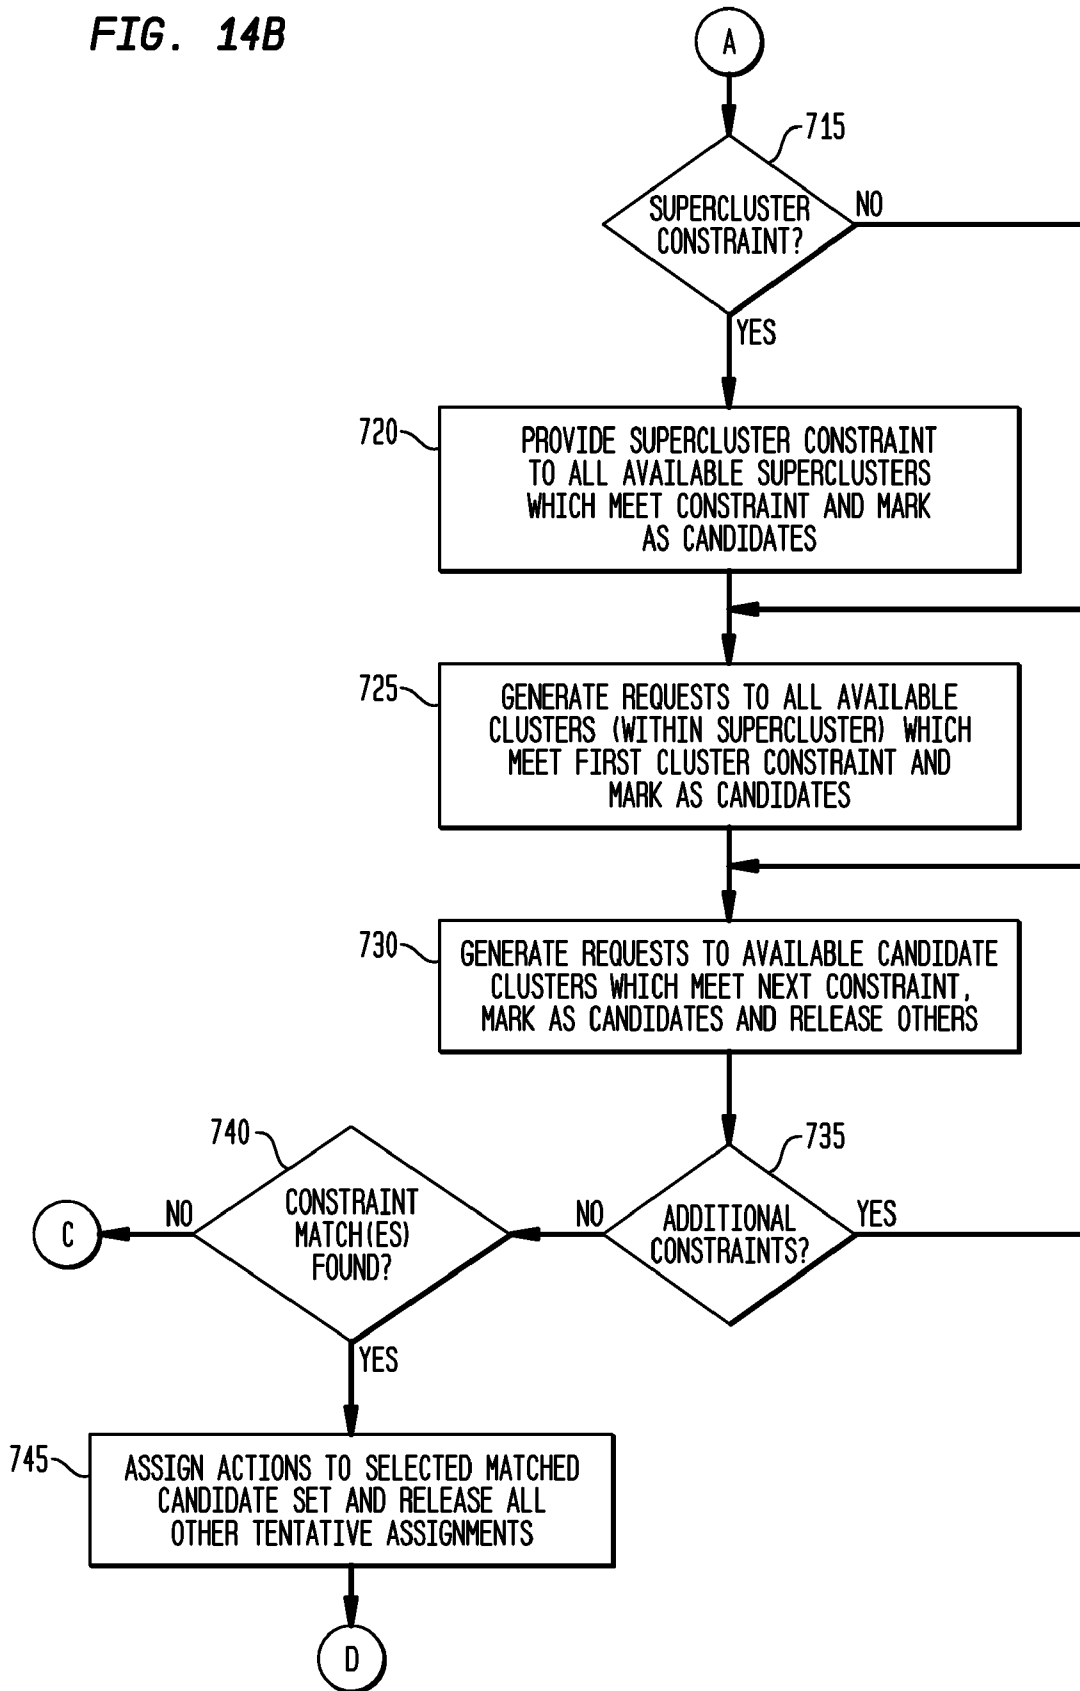 FIG. 14B
A
715
SUPERCLUSTER
CONSTRAINT?
NO
YES
720
PROVIDE SUPERCLUSTER CONSTRAINT
TO ALL AVAILABLE SUPERCLUSTERS
WHICH MEET CONSTRAINT AND MARK
AS CANDIDATES
725
GENERATE REQUESTS TO ALL AVAILABLE
CLUSTERS (WITHIN SUPERCLUSTER) WHICH
MEET FIRST CLUSTER CONSTRAINT AND
MARK AS CANDIDATES
730
GENERATE REQUESTS TO AVAILABLE CANDIDATE
CLUSTERS WHICH MEET NEXT CONSTRAINT,
MARK AS CANDIDATES AND RELEASE OTHERS
735
ADDITIONAL
CONSTRAINTS?
YES
NO
740
CONSTRAINT
MATCH(ES)
FOUND?
NO
C
YES
745
ASSIGN ACTIONS TO SELECTED MATCHED
CANDIDATE SET AND RELEASE ALL
OTHER TENTATIVE ASSIGNMENTS
D